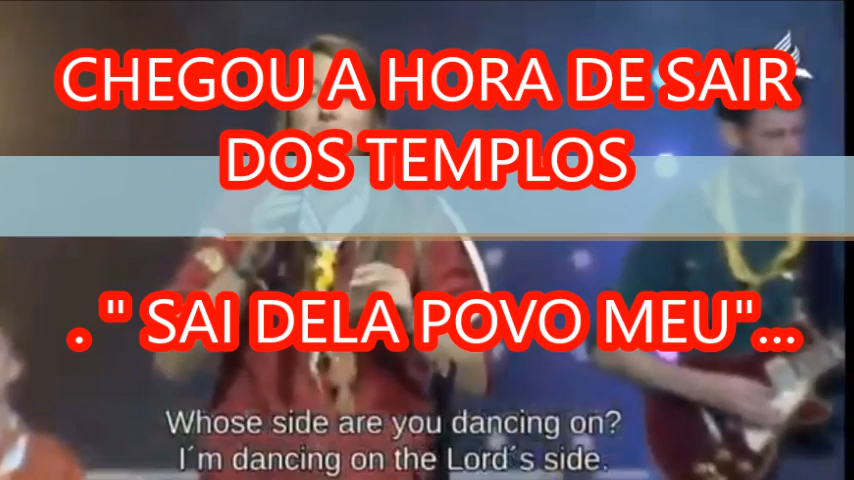 CHEGOU A HORA DE SAIR
DOS TEMPLOS
. " SAI DELA POVO MEU"...
Whose side are you dancing on?
I´m dancing on the Lord´s side.